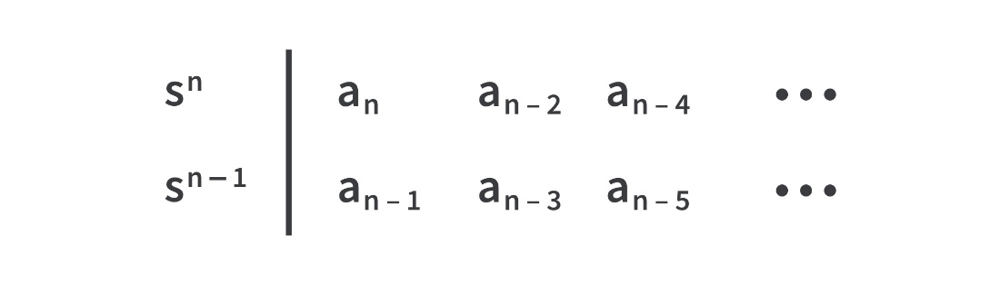 sⁿ | aₙ aₙ₋₂ aₙ₋₄ •••
sⁿ⁻¹ | aₙ₋₁ aₙ₋₃ aₙ₋₅ •••